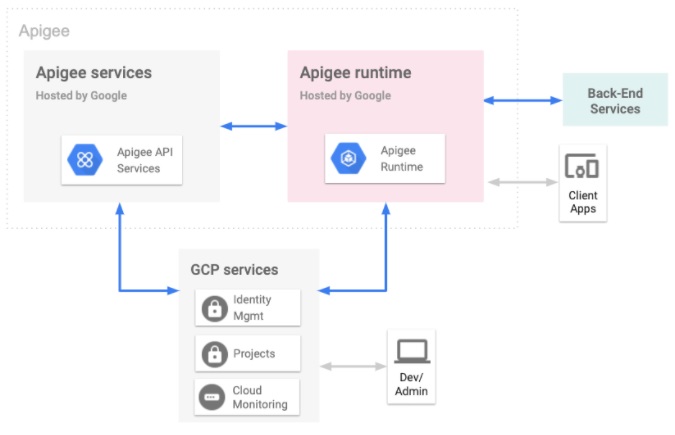 Apigee
Apigee services
Hosted by Google
Apigee API
Services
Apigee runtime
Hosted by Google
Apigee
Runtime
Back-End
Services
Client
Apps
GCP services
Identity
Mgmt
Projects
Cloud
Monitoring
Dev/
Admin